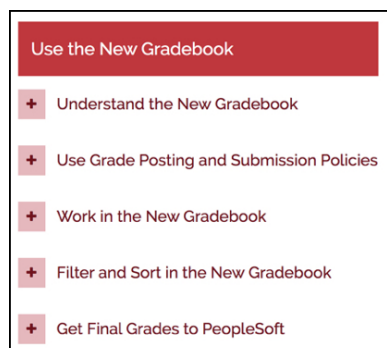 Use the New Gradebook
+ Understand the New Gradebook
+ Use Grade Posting and Submission Policies
+ Work in the New Gradebook
+ Filter and Sort in the New Gradebook
+ Get Final Grades to PeopleSoft